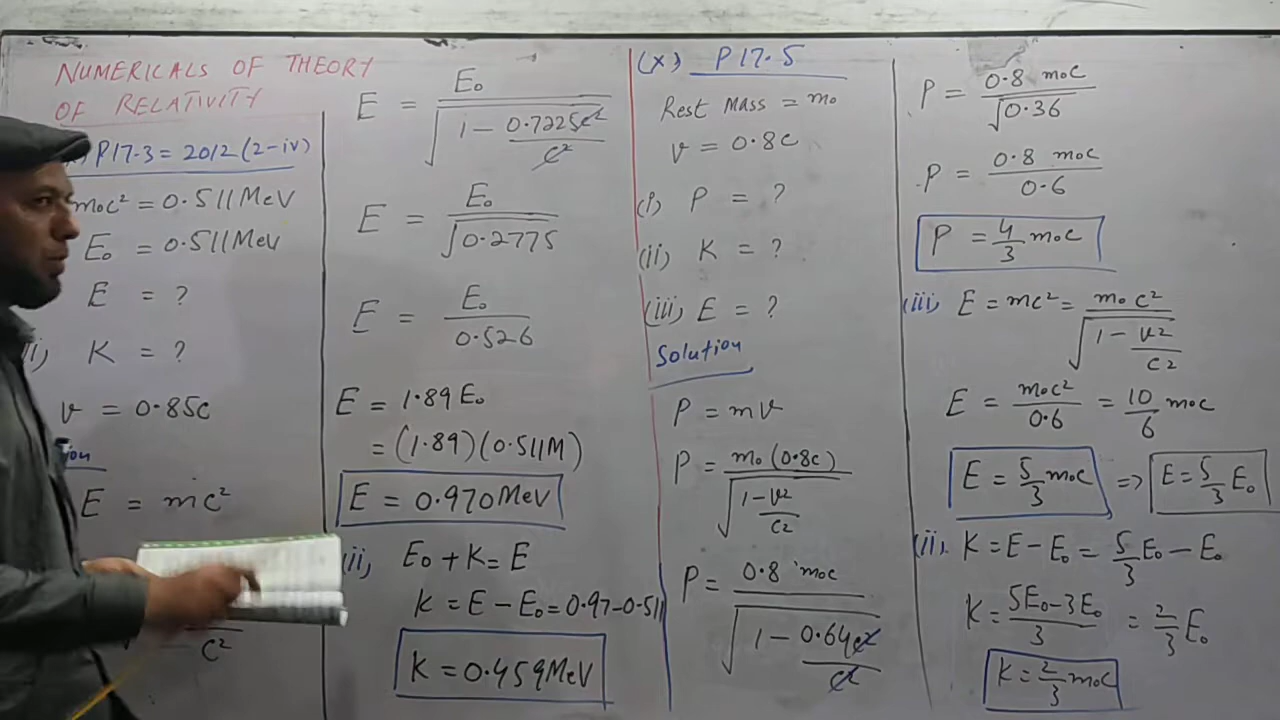 NUMERICALS OF THEORY
OF RELATIVITY
P17.3 = 2012 (2-iv)
m₀c² = 0.511 MeV
E₀ = 0.511 MeV
E = ?
i) K = ?
v = 0.85c
tion
E = mc²
c²
E = E₀ / √(1 - 0.7225c²/c²)
E = E₀ / √0.2775
E = E₀ / 0.526
E = 1.89 E₀
= (1.89)(0.511M)
E = 0.970 MeV
(ii, E₀ + K = E
K = E - E₀ = 0.97-0.511
K = 0.459 MeV
(x) P17.5
Rest Mass = m₀
v = 0.8c
(i) P = ?
(ii) K = ?
(iii) E = ?
Solution
P = mv
P = m₀(0.8c) / √(1-v²/c²)
P = 0.8 m₀c / √(1 - 0.64c²/c²)
P = 0.8 m₀c / √0.36
P = 0.8 m₀c / 0.6
P = 4/3 m₀c
(iii) E = mc² = m₀c² / √(1 - v²/c²)
E = m₀c²/0.6 = 10/6 m₀c
E = 5/3 m₀c => E = 5/3 E₀
(ii). K = E - E₀ = 5/3 E₀ - E₀
K = 5E₀-3E₀ / 3 = 2/3 E₀
K = 2/3 m₀c